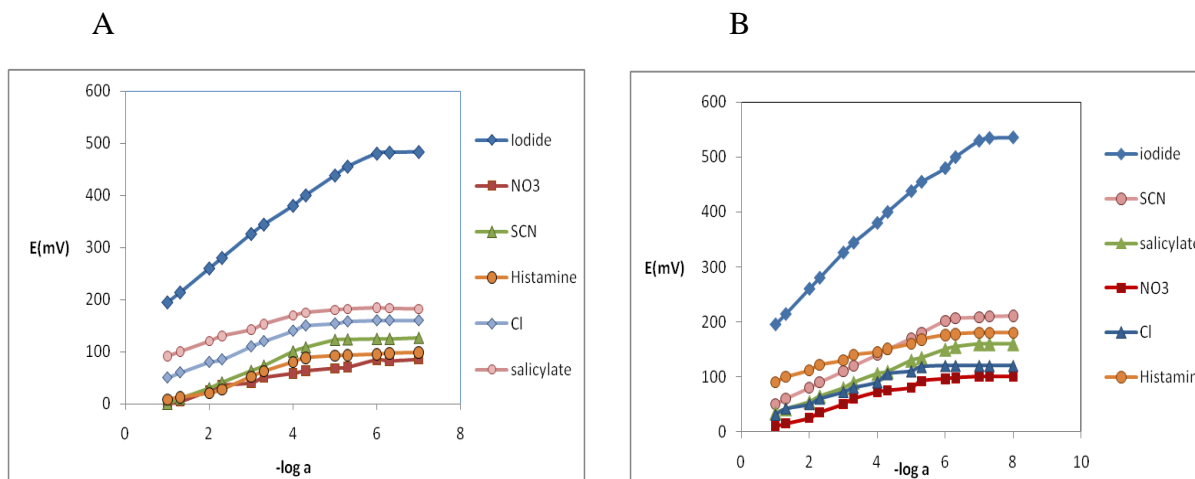 A
B
600
500
400
300
200
100
0
E(mV)
0
2
4
6
8
-log a
Iodide
NO3
SCN
Histamine
Cl
salicylate
600
500
400
300
200
100
0
E(mV)
0
2
4
6
8
10
-log a
iodide
SCN
salicylate
NO3
Cl
Histamin